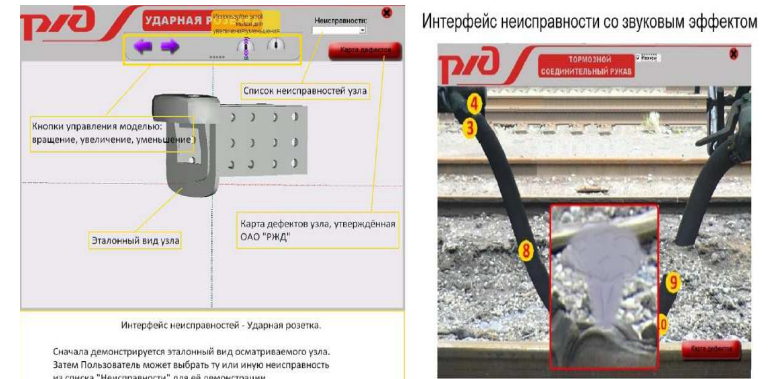 Интерфейс неисправности со звуковым эффектом
УДАРНАЯ
Неисправности:
Карта дефектов
Список неисправностей узла
Кнопки управления моделью:
вращение, увеличение, уменьшение
Эталонный вид узла
Карта дефектов узла, утверждённая
ОАО "РЖД"
Интерфейс неисправностей - Ударная розетка.
Сначала демонстрируется эталонный вид осматриваемого узла.
Затем Пользователь может выбрать ту или иную неисправность
из списка "Неисправности" для её демонстрации
ТОРМОЗНОЙ
СОЕДИНИТЕЛЬНЫЙ РУКАВ
4
3
8
9
10
Карта дефектов